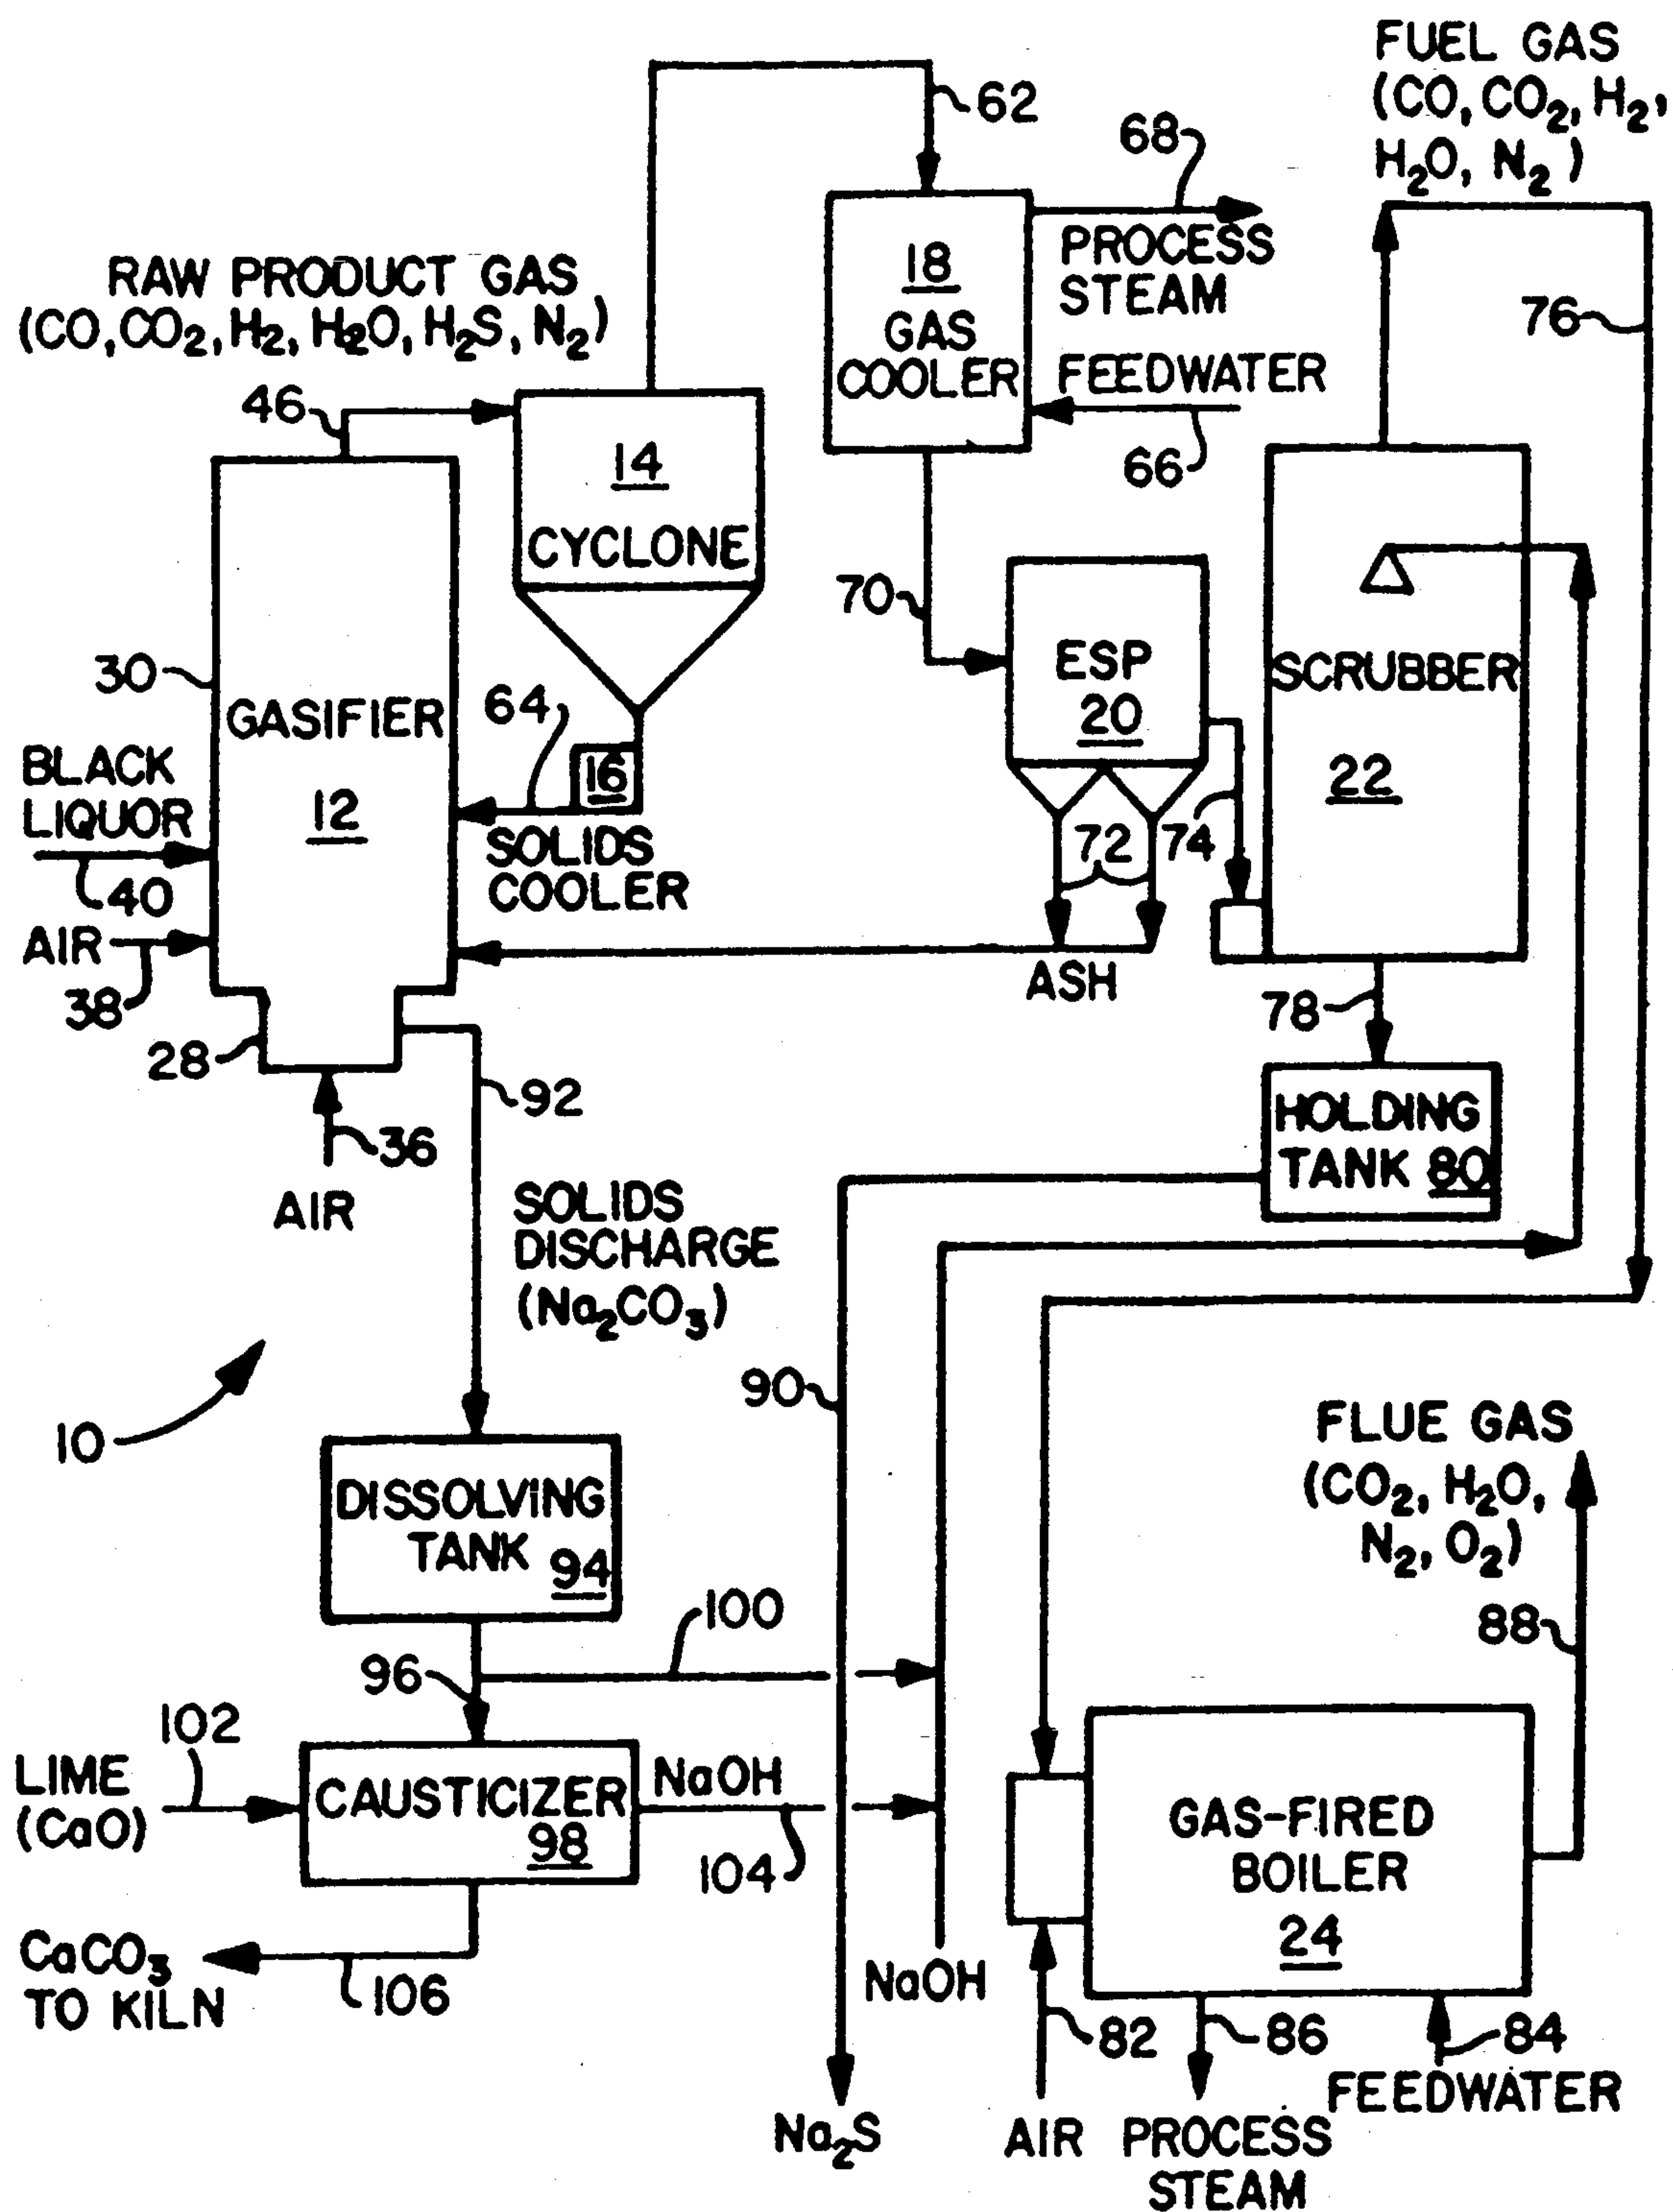 FUEL GAS
(CO, CO2, H2,
H2O, N2)
62
68
PROCESS
STEAM
76
18
GAS
COOLER
FEEDWATER
66
RAW PRODUCT GAS
(CO, CO2, H2, H2O, H2S, N2)
46
14
CYCLONE
70
ESP
20
SCRUBBER
22
30
GASIFIER
12
64
16
SOLIDS
COOLER
BLACK
LIQUOR
40
AIR
38
28
72
74
ASH
78
HOLDING
TANK 80
92
36
AIR
SOLIDS
DISCHARGE
(Na2CO3)
10
90
FLUE GAS
(CO2, H2O,
N2, O2)
88
DISSOLVING
TANK 94
100
96
102
LIME
(CaO)
CAUSTICIZER
98
NaOH
104
GAS-FIRED
BOILER
24
CaCO3
TO KILN
106
NaOH
82
86
84
FEEDWATER
Na2S
AIR
PROCESS
STEAM